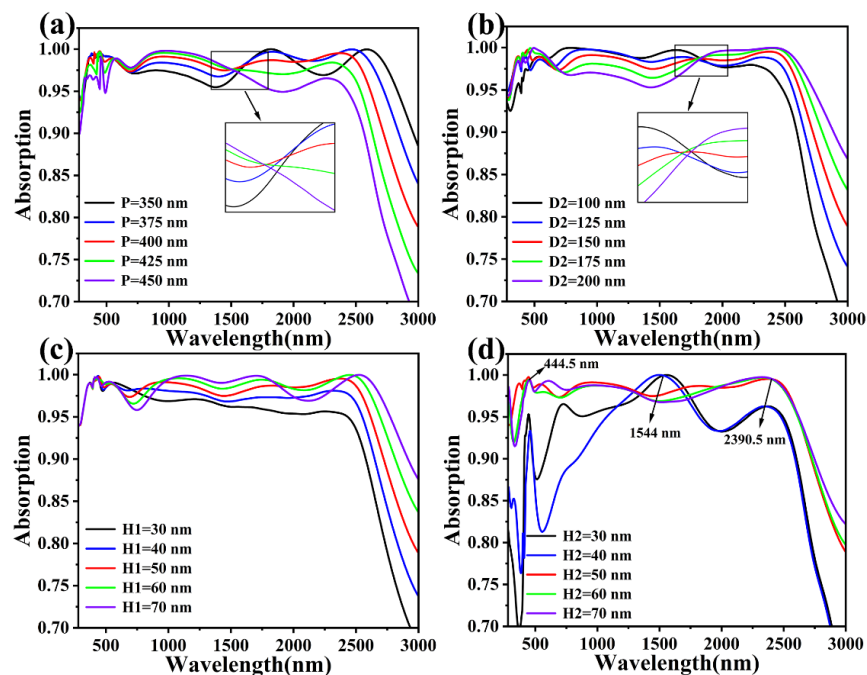 (a)
Absorption
1.00
0.95
0.90
0.85
0.80
0.75
0.70
P=350 nm
P=375 nm
P=400 nm
P=425 nm
P=450 nm
500 1000 1500 2000 2500 3000
Wavelength(nm)
(b)
Absorption
1.00
0.95
0.90
0.85
0.80
0.75
0.70
D2=100 nm
D2=125 nm
D2=150 nm
D2=175 nm
D2=200 nm
500 1000 1500 2000 2500 3000
Wavelength(nm)
(c)
Absorption
1.00
0.95
0.90
0.85
0.80
0.75
0.70
H1=30 nm
H1=40 nm
H1=50 nm
H1=60 nm
H1=70 nm
500 1000 1500 2000 2500 3000
Wavelength(nm)
(d)
Absorption
1.00
0.95
0.90
0.85
0.80
0.75
0.70
444.5 nm
1544 nm
2390.5 nm
H2=30 nm
H2=40 nm
H2=50 nm
H2=60 nm
H2=70 nm
500 1000 1500 2000 2500 3000
Wavelength(nm)